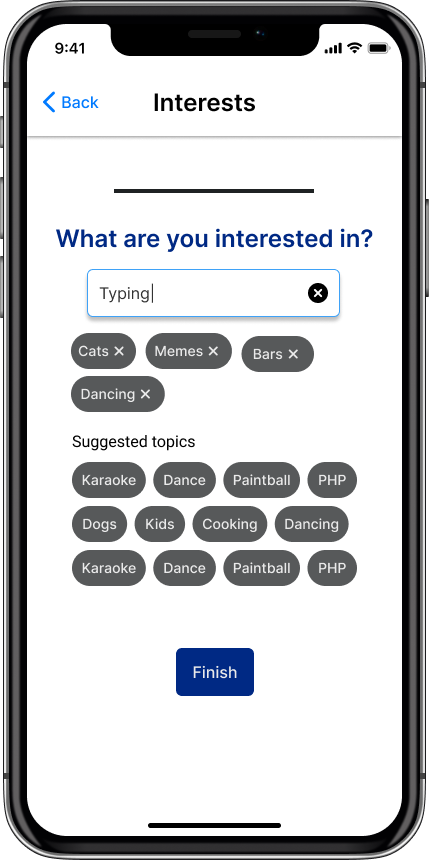 9:41
Back Interests
What are you interested in?
Typing
Cats Memes Bars
Dancing
Suggested topics
Karaoke Dance Paintball PHP
Dogs Kids Cooking Dancing
Karaoke Dance Paintball PHP
Finish